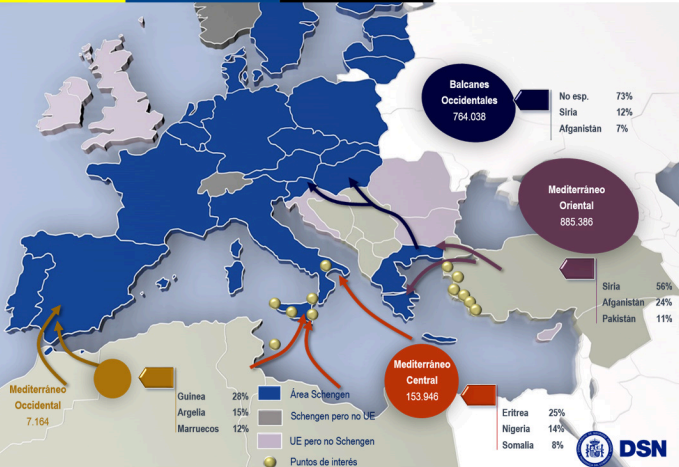 Balcanes
Occidentales
764.038
No esp. 73%
Siria 12%
Afganistán 7%
Mediterráneo
Oriental
885.386
Siria 56%
Afganistán 24%
Pakistán 11%
Mediterráneo
Occidental
7.164
Guinea 28%
Argelia 15%
Marruecos 12%
Área Schengen
Schengen pero no UE
UE pero no Schengen
Puntos de interés
Mediterráneo
Central
153.946
Eritrea 25%
Nigeria 14%
Somalia 8%
DSN